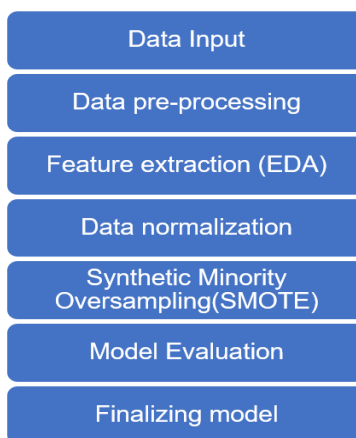 Data Input
Data pre-processing
Feature extraction (EDA)
Data normalization
Synthetic Minority
Oversampling(SMOTE)
Model Evaluation
Finalizing model